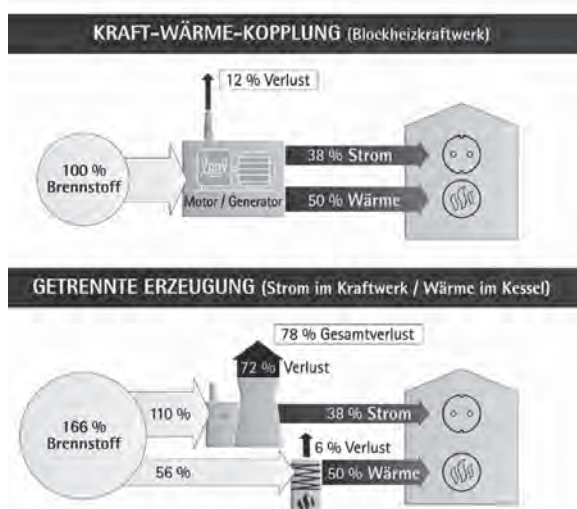 KRAFT-WÄRME-KOPPLUNG (Blockheizkraftwerk)
12 % Verlust
100 %
Brennstoff
Motor / Generator
38 % Strom
50 % Wärme
GETRENNTE ERZEUGUNG (Strom im Kraftwerk / Wärme im Kessel)
78 % Gesamtverlust
72 % Verlust
166 %
Brennstoff
110 %
38 % Strom
6 % Verlust
56 %
50 % Wärme